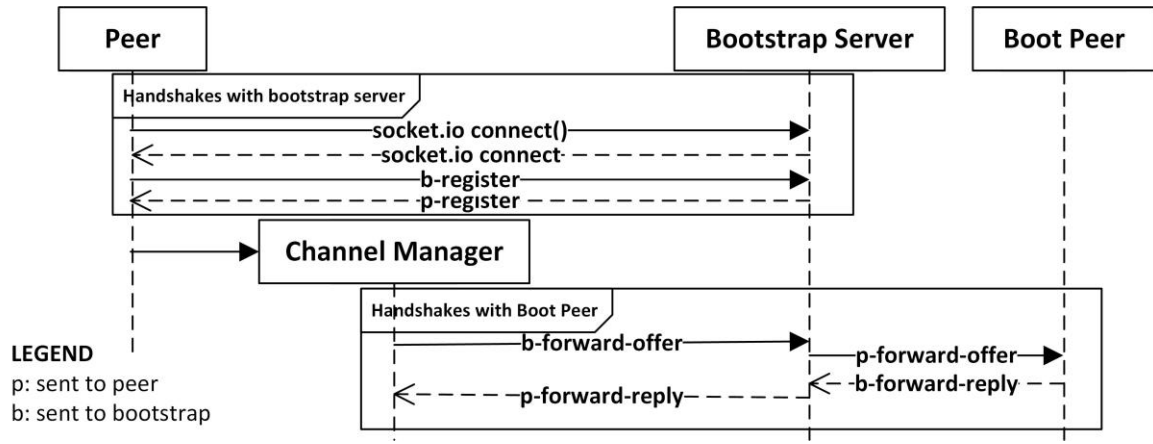 Peer
Bootstrap Server
Boot Peer
Handshakes with bootstrap server
socket.io connect()
socket.io connect
b-register
p-register
Channel Manager
Handshakes with Boot Peer
b-forward-offer
p-forward-offer
b-forward-reply
p-forward-reply
LEGEND
p: sent to peer
b: sent to bootstrap